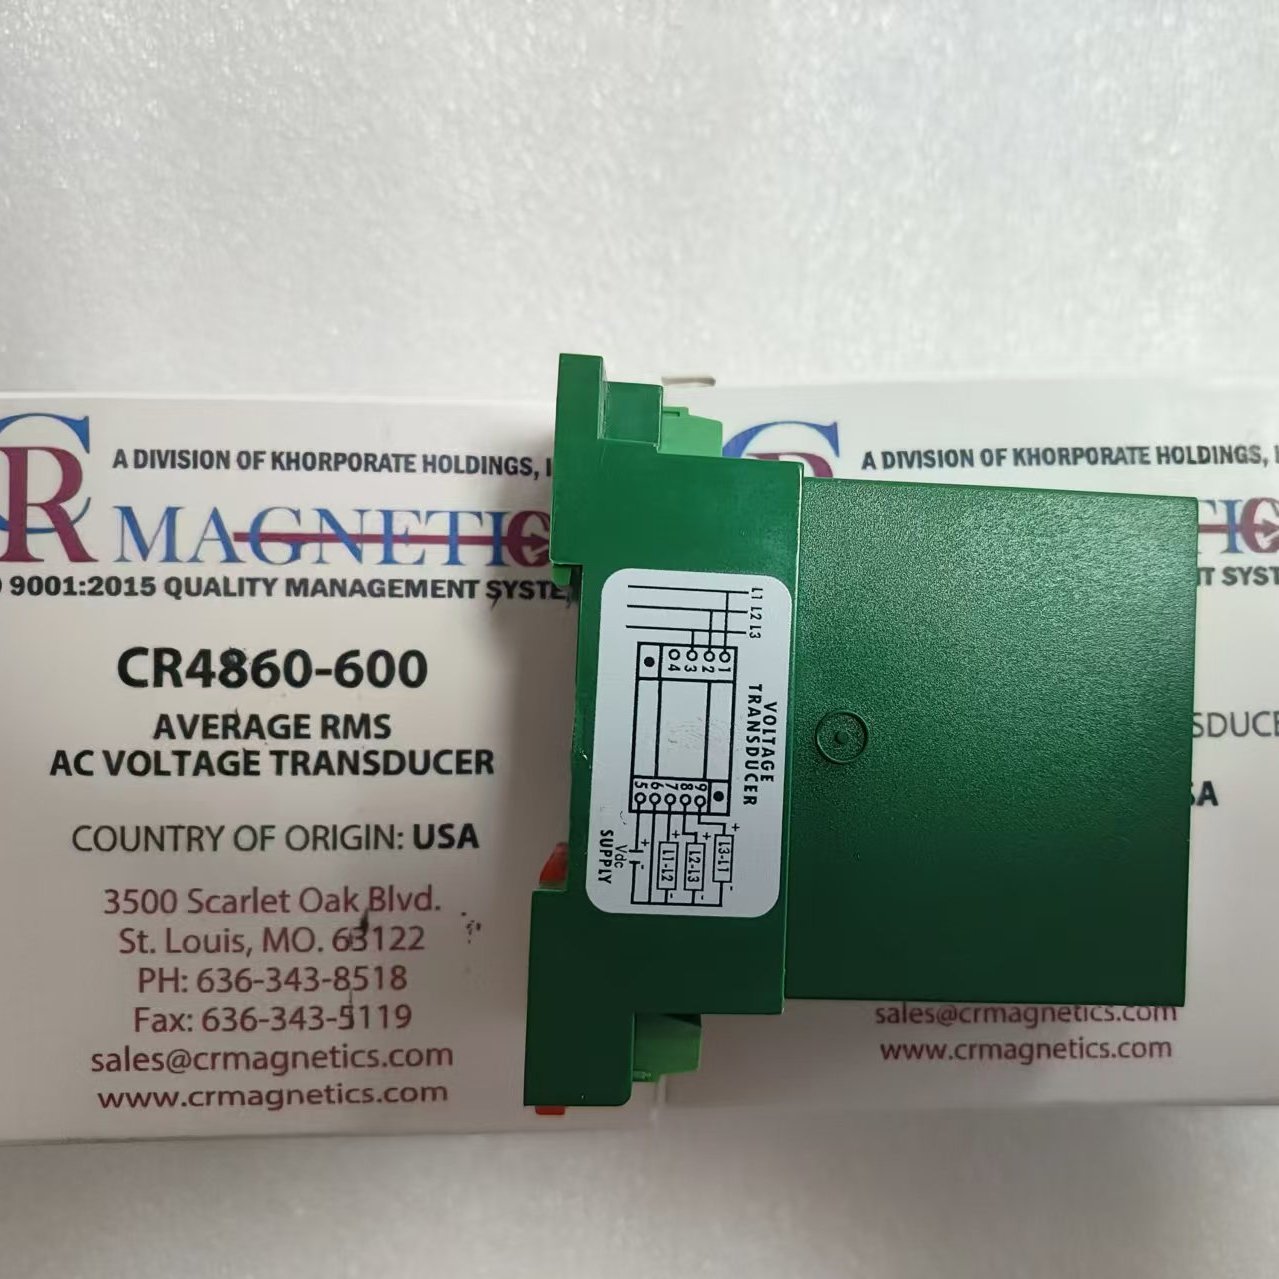 CR
A DIVISION OF KHORPORATE HOLDINGS, I
MAGNETIC
9001:2015 QUALITY MANAGEMENT SYSTE
CR4860-600
AVERAGE RMS
AC VOLTAGE TRANSDUCER
COUNTRY OF ORIGIN: USA
3500 Scarlet Oak Blvd.
St. Louis, MO. 63122
PH: 636-343-8518
Fax: 636-343-5119
sales@crmagnetics.com
www.crmagnetics.com
L1 L2 L3
1
2
3
4
VOLTAGE
TRANSDUCER
9
8
7
6
5
+ L3-L1 -
+ L2-L3 -
+ L1-L2 -
+ -
Vdc
SUPPLY
A DIVISION OF KHORPORATE HOLDINGS,
IC
T SYST
SDUCE
SA
sales@crmagnetics.com
www.crmagnetics.com